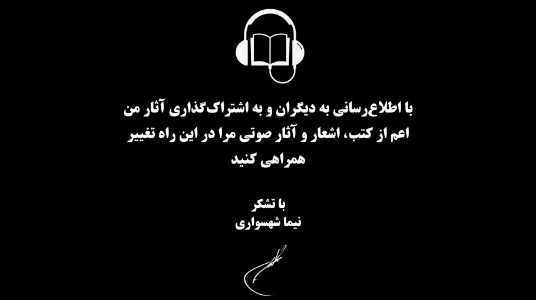 با اطلاع‌رسانی به دیگران و به اشتراک‌گذاری آثار من
اعم از کتب، اشعار و آثار صوتی مرا در این راه تغییر
همراهی کنید
با تشکر
نیما شهسواری